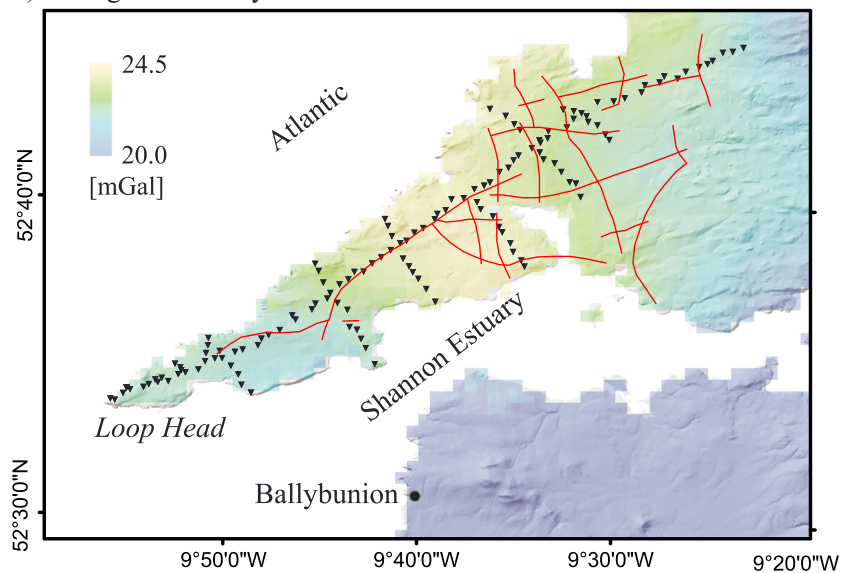 24.5
20.0
[mGal]
Atlantic
52°40'0"N
Shannon Estuary
Loop Head
Ballybunion
52°30'0"N
9°50'0"W
9°40'0"W
9°30'0"W
9°20'0"W